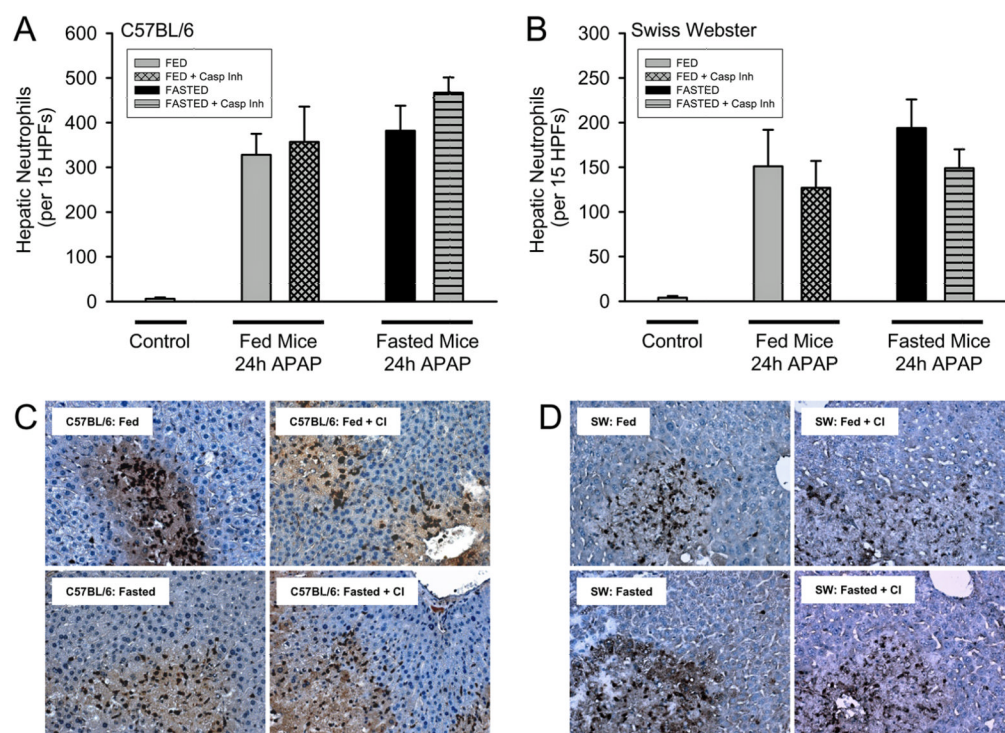 A
C57BL/6
600
500
400
300
200
100
0
Hepatic Neutrophils
(per 15 HPFs)
FED
FED + Casp Inh
FASTED
FASTED + Casp Inh
Control
Fed Mice
24h APAP
Fasted Mice
24h APAP
B
Swiss Webster
300
250
200
150
100
50
0
Hepatic Neutrophils
(per 15 HPFs)
FED
FED + Casp Inh
FASTED
FASTED + Casp Inh
Control
Fed Mice
24h APAP
Fasted Mice
24h APAP
C
C57BL/6: Fed
C57BL/6: Fed + CI
C57BL/6: Fasted
C57BL/6: Fasted + CI
D
SW: Fed
SW: Fed + CI
SW: Fasted
SW: Fasted + CI